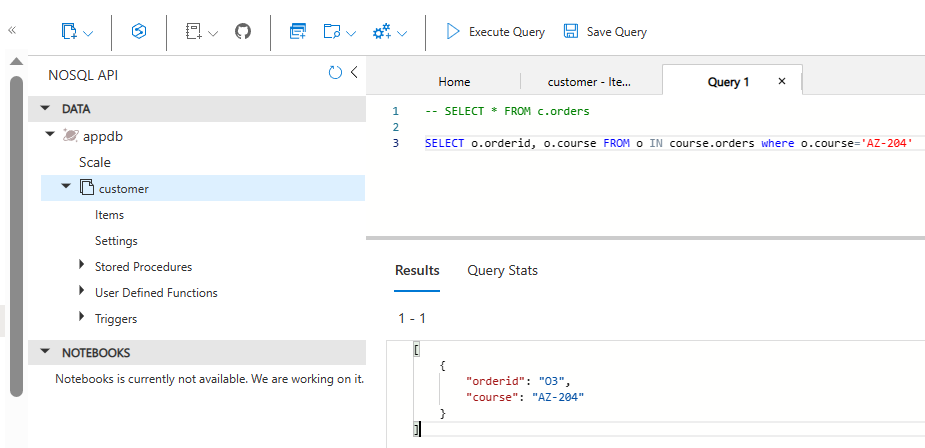 Execute Query
Save Query
NOSQL API
DATA
appdb
Scale
customer
Items
Settings
Stored Procedures
User Defined Functions
Triggers
NOTEBOOKS
Notebooks is currently not available. We are working on it.
Home
customer - Ite...
Query 1
1 -- SELECT * FROM c.orders
2
3 SELECT o.orderid, o.course FROM o IN course.orders where o.course='AZ-204'
Results
Query Stats
1 - 1
[
{
"orderid": "O3",
"course": "AZ-204"
}
]